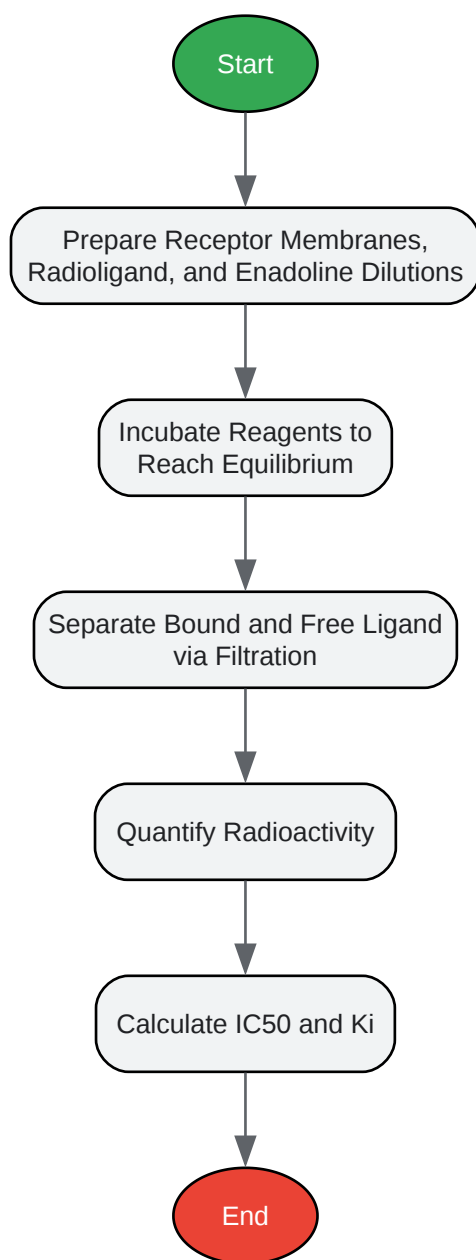 Start
Prepare Receptor Membranes,
Radioligand, and Enadoline Dilutions
Incubate Reagents to
Reach Equilibrium
Separate Bound and Free Ligand
via Filtration
Quantify Radioactivity
Calculate IC50 and Ki
End